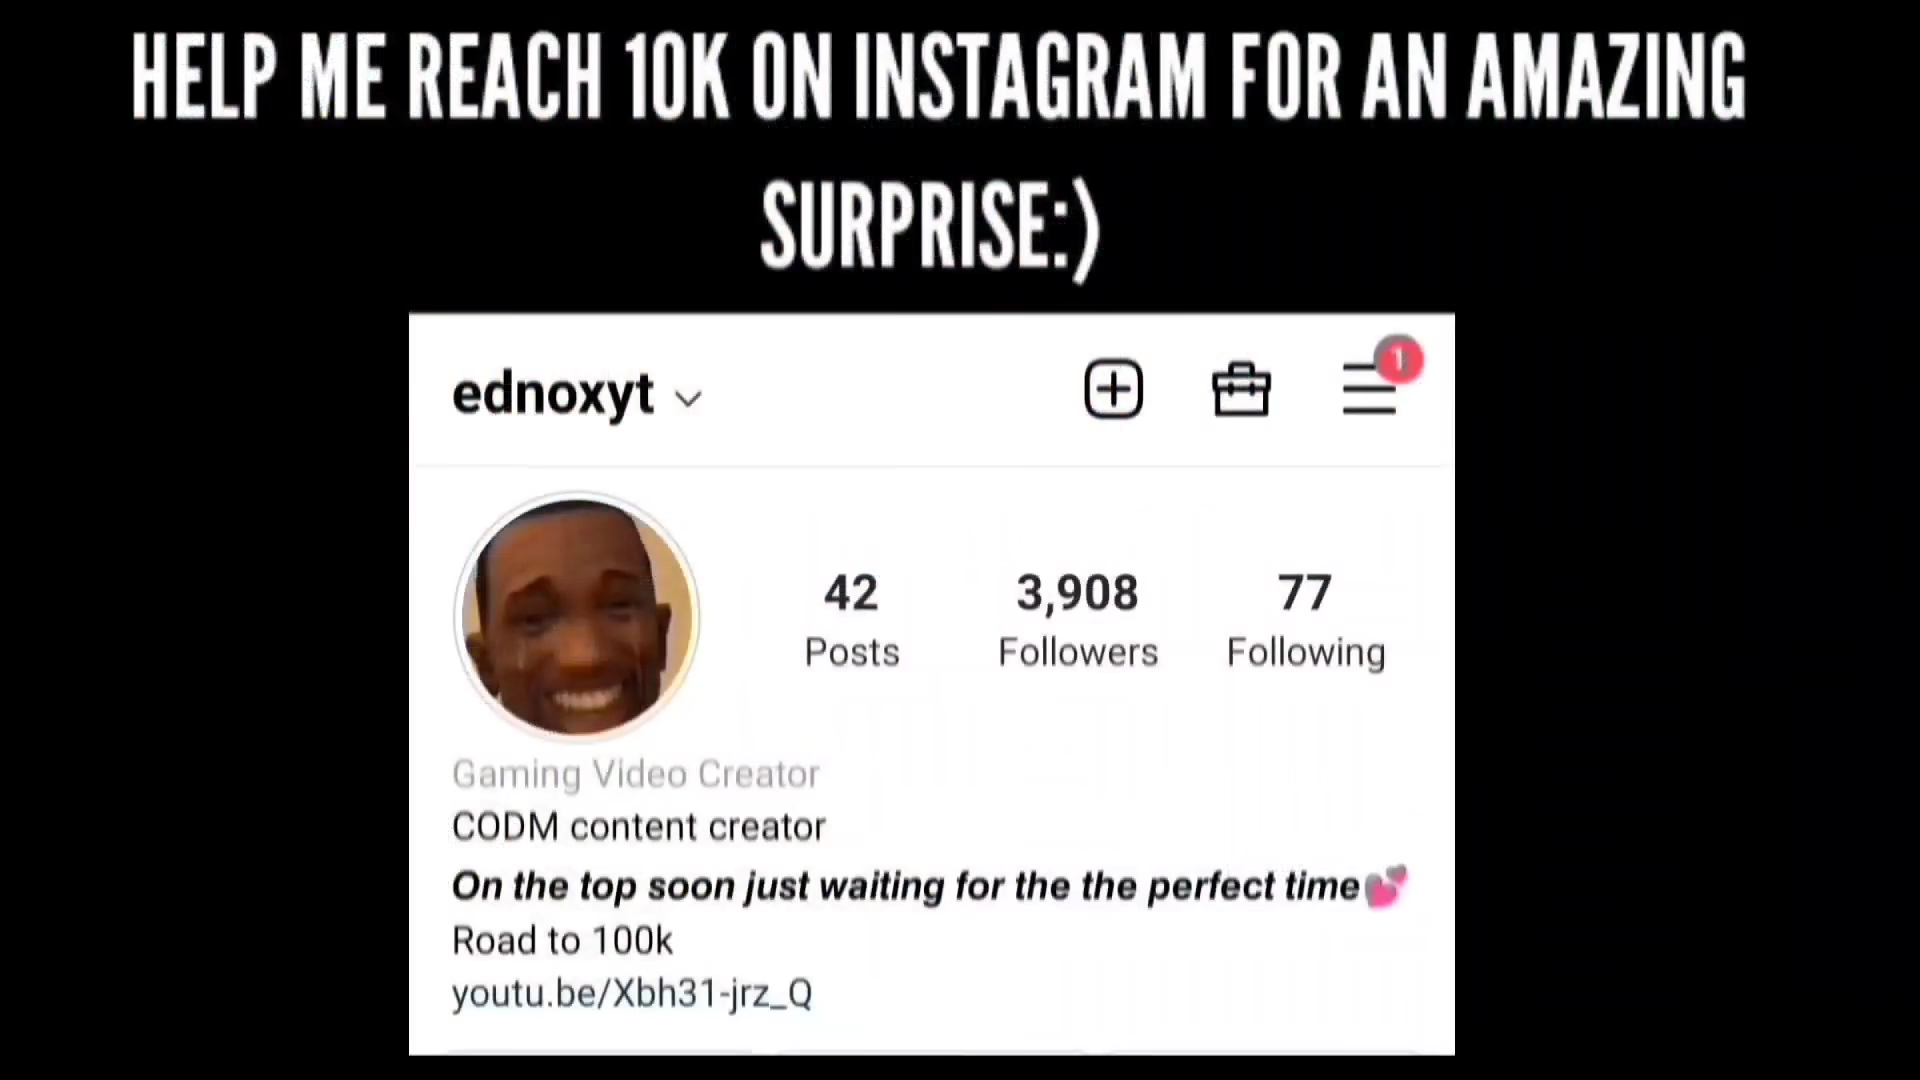 HELP ME REACH 10K ON INSTAGRAM FOR AN AMAZING
SURPRISE:)
ednoxyt
1
42 3,908 77
Posts Followers Following
Gaming Video Creator
CODM content creator
On the top soon just waiting for the the perfect time💕
Road to 100k
youtu.be/Xbh31-jrz_Q